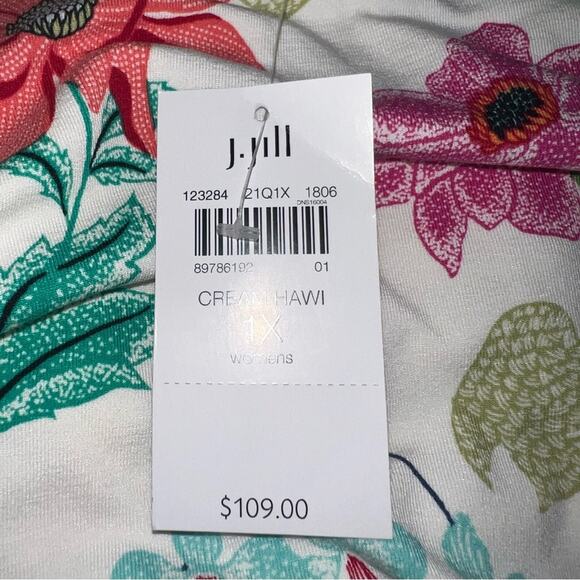 J.Jill
123284 21Q1X 1806
DNS16004
89786192 01
CREAM HAWI
1X
womens
$109.00